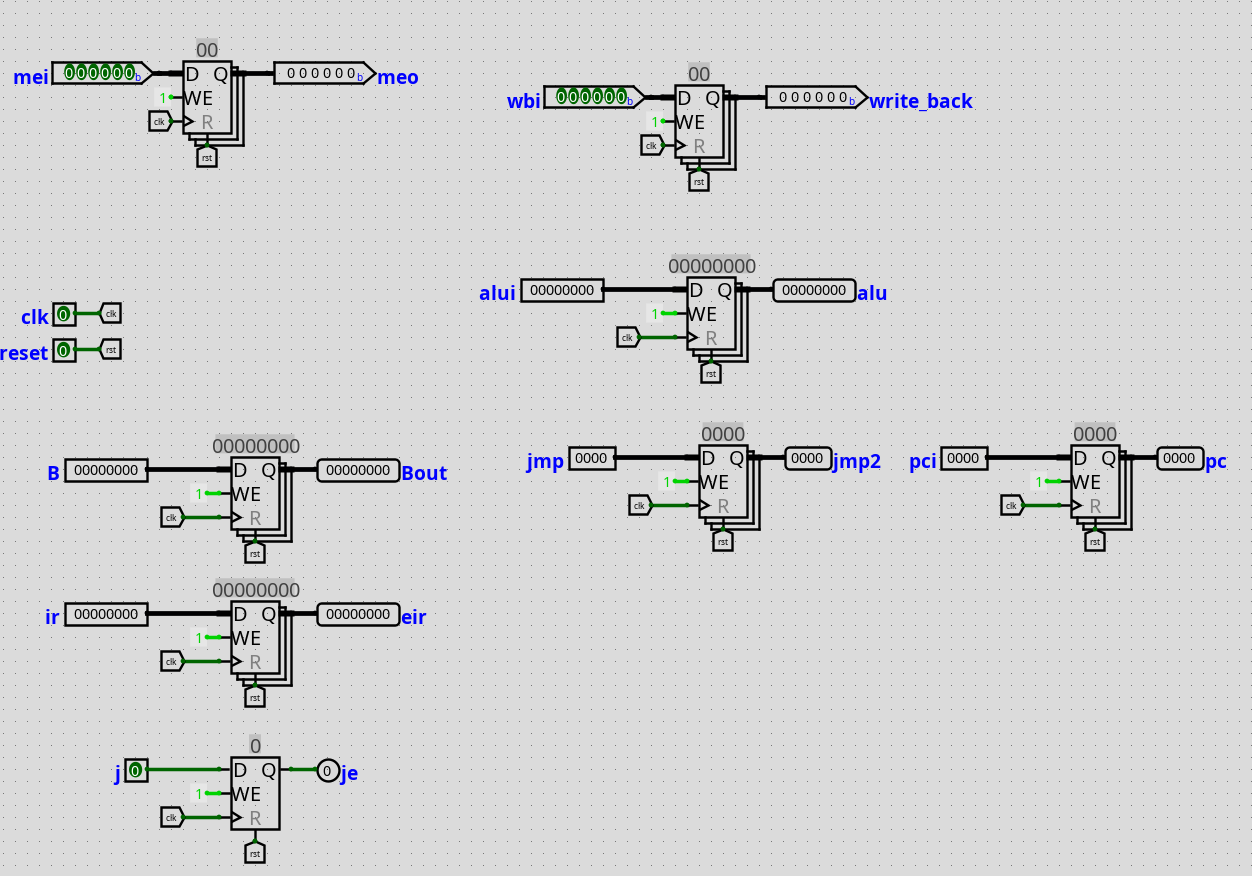 00
mei 000000b D Q 000000b meo
1 WE
clk R
rst
00
wbi 000000b D Q 000000b write_back
1 WE
clk R
rst
00000000
alui 00000000 D Q 00000000 alu
1 WE
clk R
rst
clk 0 clk
reset 0 rst
00000000
B 00000000 D Q 00000000 Bout
1 WE
clk R
rst
0000
jmp 0000 D Q 0000 jmp2
1 WE
clk R
rst
0000
pci 0000 D Q 0000 pc
1 WE
clk R
rst
00000000
ir 00000000 D Q 00000000 eir
1 WE
clk R
rst
0
j 0 D Q 0 je
1 WE
clk R
rst